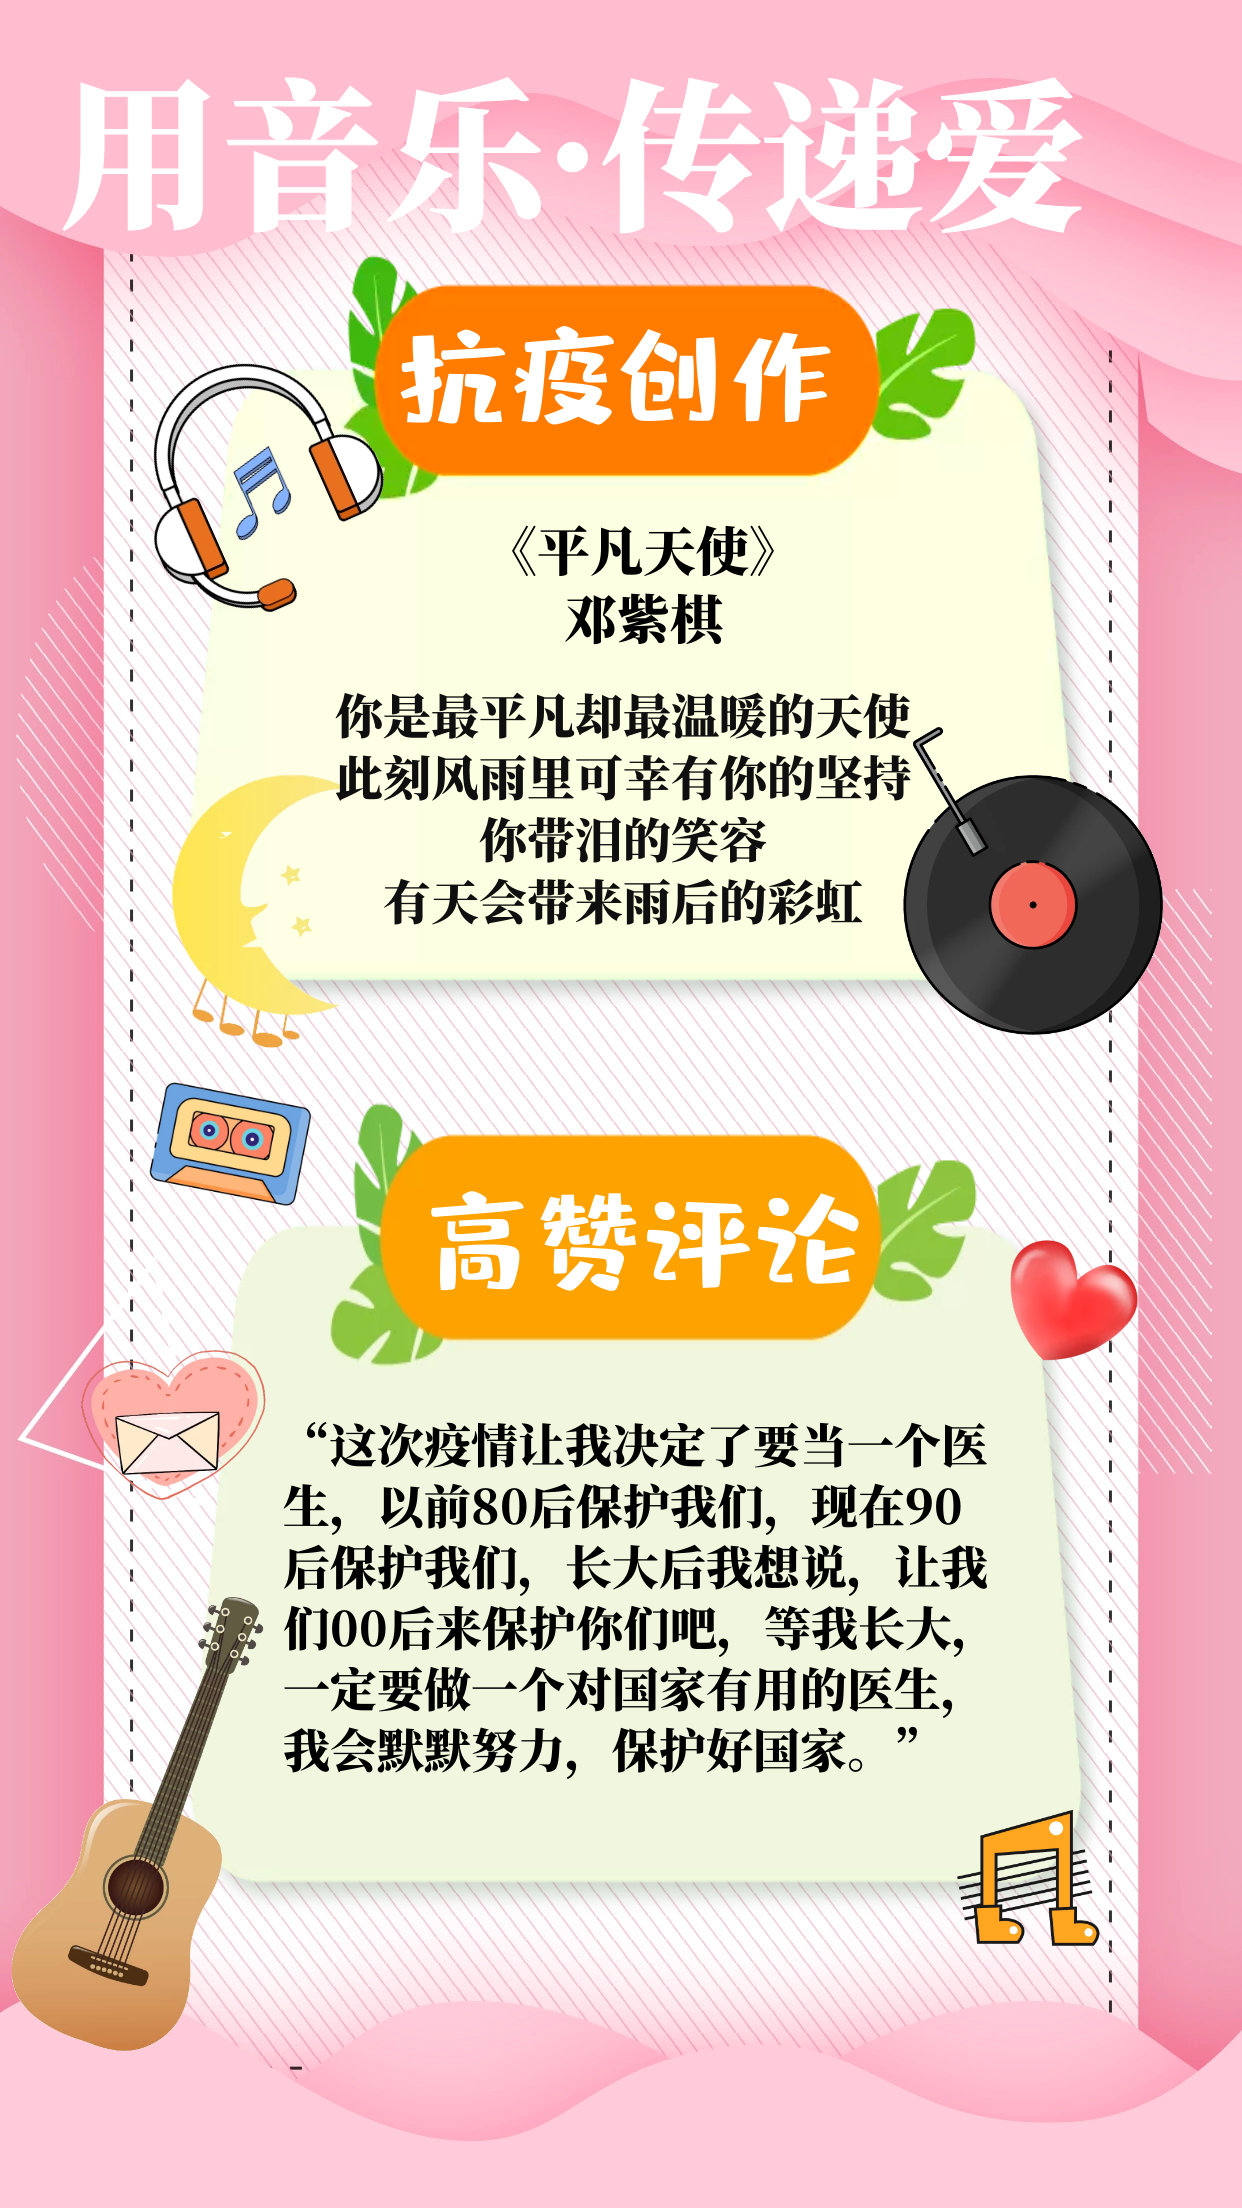 用音乐·传递爱
抗疫创作
《平凡天使》
邓紫棋
你是最平凡却最温暖的天使
此刻风雨里可幸有你的坚持
你带泪的笑容
有天会带来雨后的彩虹
高赞评论
“这次疫情让我决定了要当一个医
生，以前80后保护我们，现在90
后保护我们，长大后我想说，让我
们00后来保护你们吧，等我长大，
一定要做一个对国家有用的医生，
我会默默努力，保护好国家。”